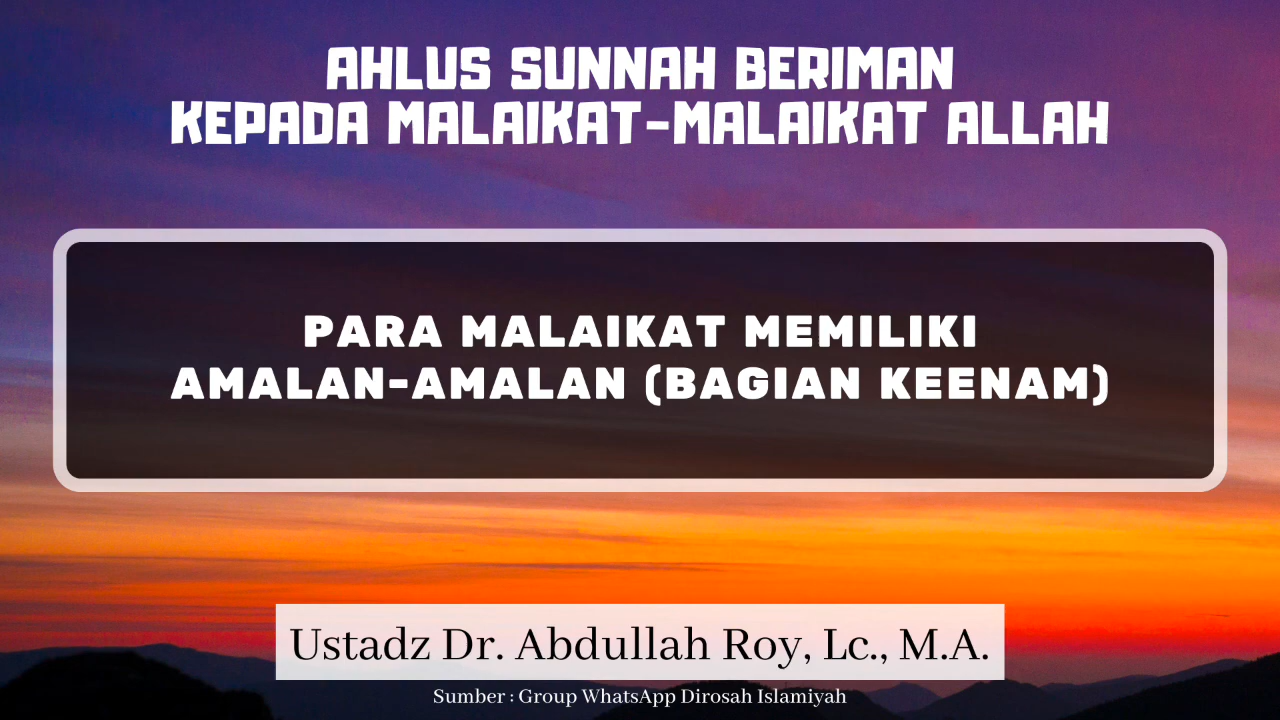 AHLUS SUNNAH BERIMAN
KEPADA MALAIKAT-MALAIKAT ALLAH
PARA MALAIKAT MEMILIKI
AMALAN-AMALAN (BAGIAN KEENAM)
Ustadz Dr. Abdullah Roy, Lc., M.A.
Sumber : Group WhatsApp Dirosah Islamiyah